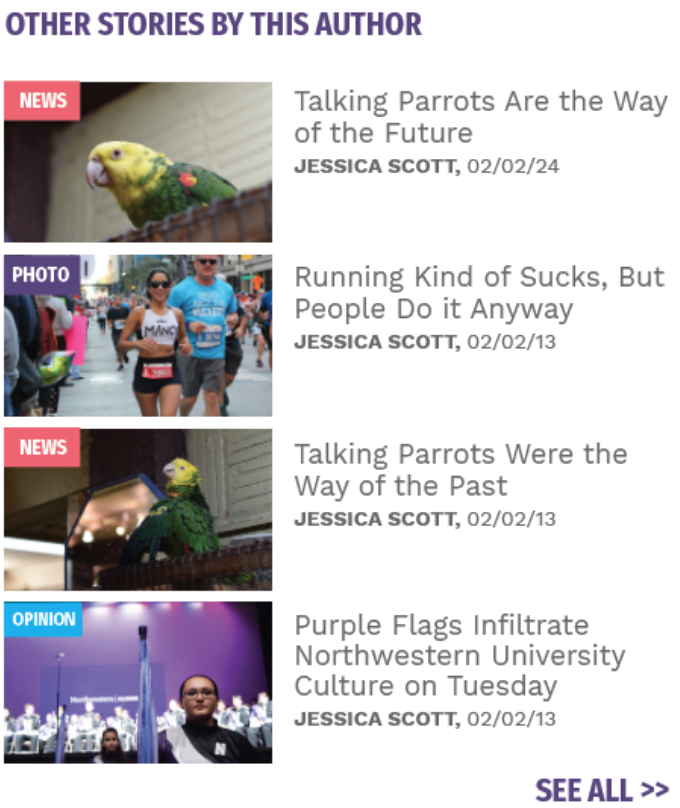 OTHER STORIES BY THIS AUTHOR
NEWS
Talking Parrots Are the Way
of the Future
JESSICA SCOTT, 02/02/24
PHOTO
Running Kind of Sucks, But
People Do it Anyway
JESSICA SCOTT, 02/02/13
MANCI
NEWS
Talking Parrots Were the
Way of the Past
JESSICA SCOTT, 02/02/13
OPINION
Purple Flags Infiltrate
Northwestern University
Culture on Tuesday
JESSICA SCOTT, 02/02/13
Northwestern
N
SEE ALL >>